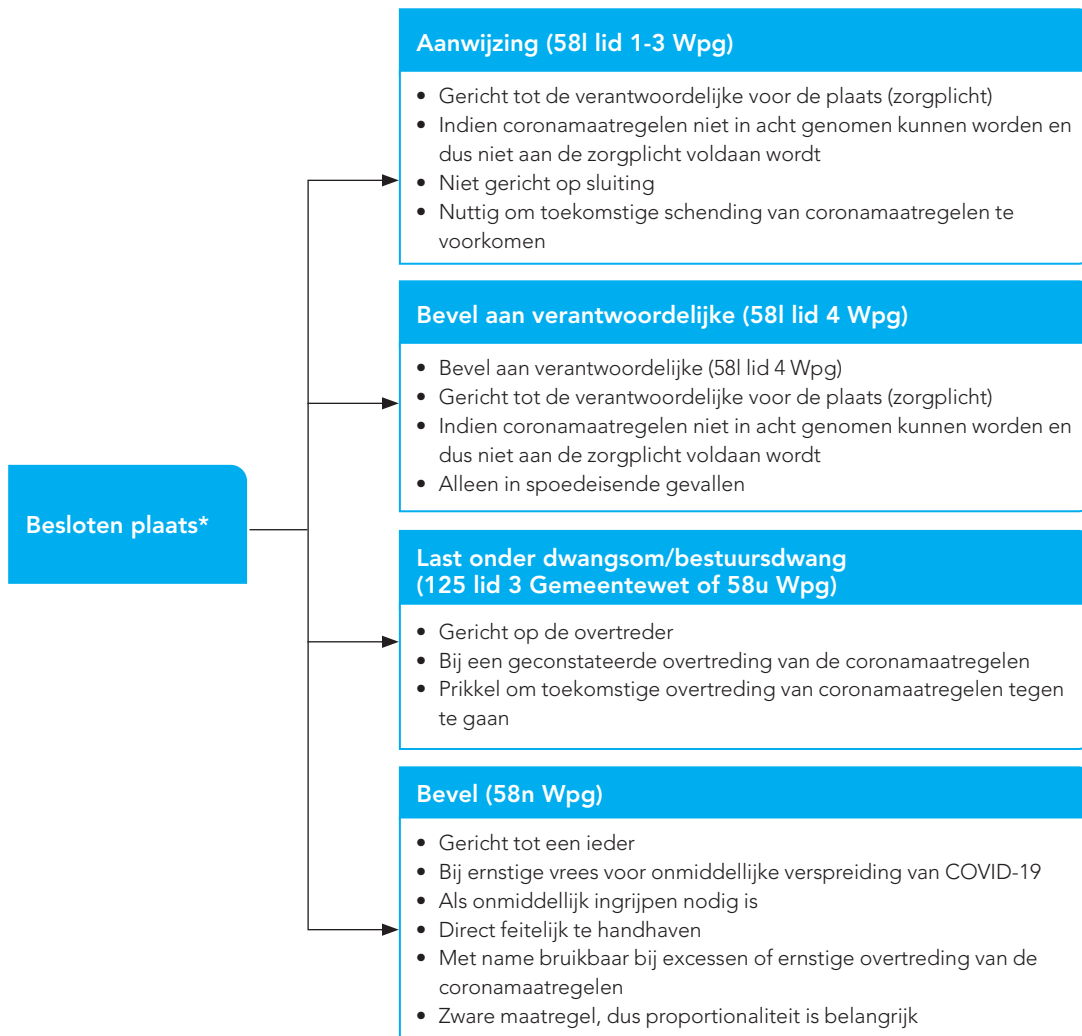 Aanwijzing (58l lid 1-3 Wpg)
• Gericht tot de verantwoordelijke voor de plaats (zorgplicht)
• Indien coronamaatregelen niet in acht genomen kunnen worden en
dus niet aan de zorgplicht voldaan wordt
• Niet gericht op sluiting
• Nuttig om toekomstige schending van coronamaatregelen te
voorkomen
Bevel aan verantwoordelijke (58l lid 4 Wpg)
• Bevel aan verantwoordelijke (58l lid 4 Wpg)
• Gericht tot de verantwoordelijke voor de plaats (zorgplicht)
• Indien coronamaatregelen niet in acht genomen kunnen worden en
dus niet aan de zorgplicht voldaan wordt
• Alleen in spoedeisende gevallen
Besloten plaats*
Last onder dwangsom/bestuursdwang
(125 lid 3 Gemeentewet of 58u Wpg)
• Gericht op de overtreder
• Bij een geconstateerde overtreding van de coronamaatregelen
• Prikkel om toekomstige overtreding van coronamaatregelen tegen
te gaan
Bevel (58n Wpg)
• Gericht tot een ieder
• Bij ernstige vrees voor onmiddellijke verspreiding van COVID-19
• Als onmiddellijk ingrijpen nodig is
• Direct feitelijk te handhaven
• Met name bruikbaar bij excessen of ernstige overtreding van de
coronamaatregelen
• Zware maatregel, dus proportionaliteit is belangrijk